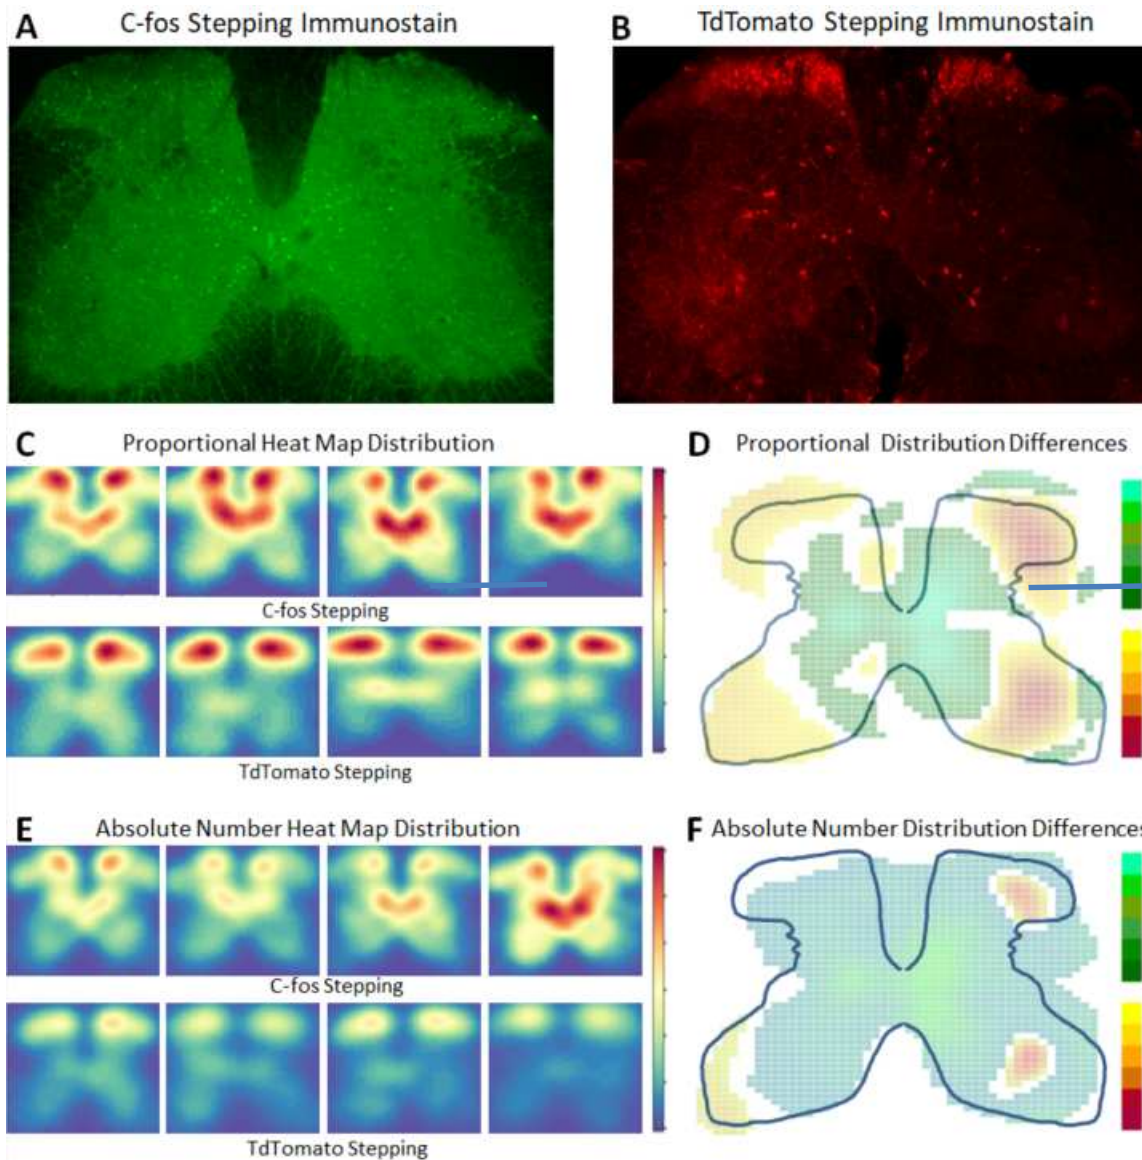 A C-fos Stepping Immunostain
B TdTomato Stepping Immunostain
C Proportional Heat Map Distribution
D Proportional Distribution Differences
C-fos Stepping
TdTomato Stepping
E Absolute Number Heat Map Distribution
F Absolute Number Distribution Differences
C-fos Stepping
TdTomato Stepping